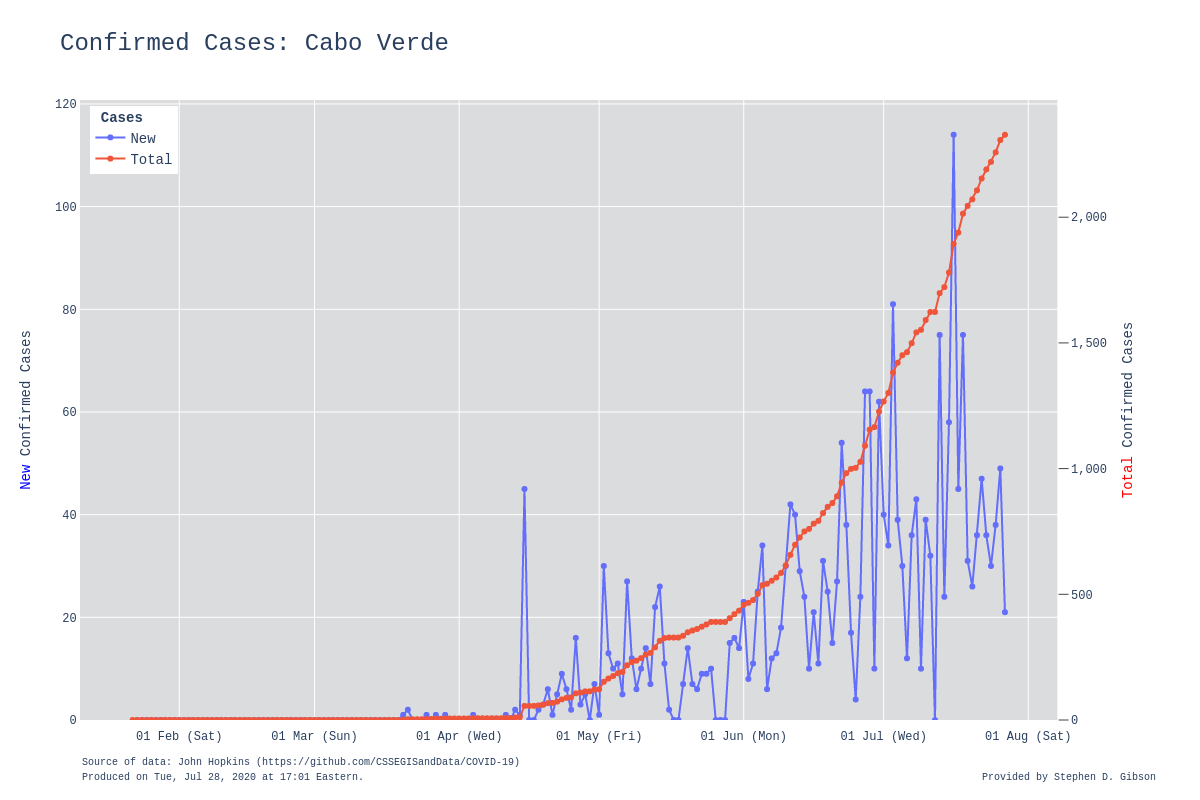 Confirmed Cases: Cabo Verde
120
Cases
New
Total
100
80
60
40
20
0
2,000
1,500
1,000
500
0
New Confirmed Cases
Total Confirmed Cases
01 Feb (Sat) 01 Mar (Sun) 01 Apr (Wed) 01 May (Fri) 01 Jun (Mon) 01 Jul (Wed) 01 Aug (Sat)
Source of data: John Hopkins (https://github.com/CSSEGISandData/COVID-19)
Produced on Tue, Jul 28, 2020 at 17:01 Eastern.
Provided by Stephen D. Gibson